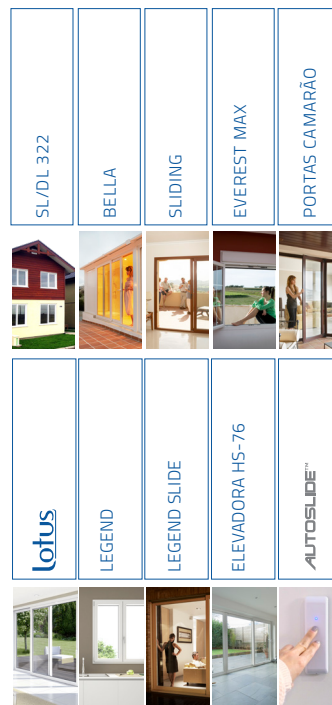 SL/DL 322
BELLA
SLIDING
EVEREST MAX
PORTAS CAMARÃO
Lotus
LEGEND
LEGEND SLIDE
ELEVADORA HS-76
AUTOSLIDE™